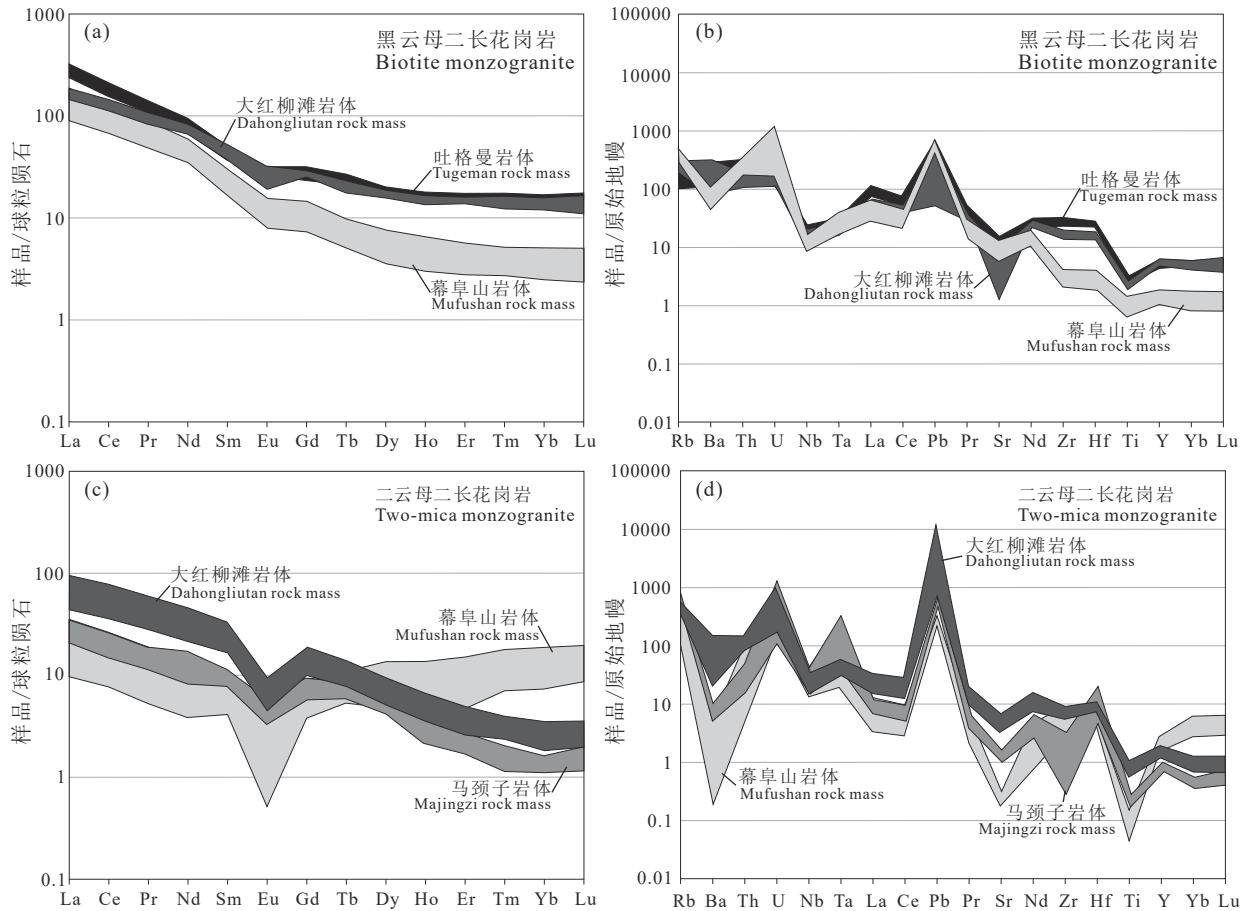 (a)
黑云母二长花岗岩
Biotite monzogranite
1000
100
10
1
0.1
样品/球粒陨石
大红柳滩岩体
Dahongliutan rock mass
吐格曼岩体
Tugeman rock mass
幕阜山岩体
Mufushan rock mass
La Ce Pr Nd Sm Eu Gd Tb Dy Ho Er Tm Yb Lu
(b)
黑云母二长花岗岩
Biotite monzogranite
100000
10000
1000
100
10
1
0.1
0.01
样品/原始地幔
吐格曼岩体
Tugeman rock mass
大红柳滩岩体
Dahongliutan rock mass
幕阜山岩体
Mufushan rock mass
Rb Ba Th U Nb Ta La Ce Pb Pr Sr Nd Zr Hf Ti Y Yb Lu
(c)
二云母二长花岗岩
Two-mica monzogranite
1000
100
10
1
0.1
样品/球粒陨石
大红柳滩岩体
Dahongliutan rock mass
幕阜山岩体
Mufushan rock mass
马颈子岩体
Majingzi rock mass
La Ce Pr Nd Sm Eu Gd Tb Dy Ho Er Tm Yb Lu
(d)
二云母二长花岗岩
Two-mica monzogranite
100000
10000
1000
100
10
1
0.1
0.01
样品/原始地幔
大红柳滩岩体
Dahongliutan rock mass
幕阜山岩体
Mufushan rock mass
马颈子岩体
Majingzi rock mass
Rb Ba Th U Nb Ta La Ce Pb Pr Sr Nd Zr Hf Ti Y Yb Lu